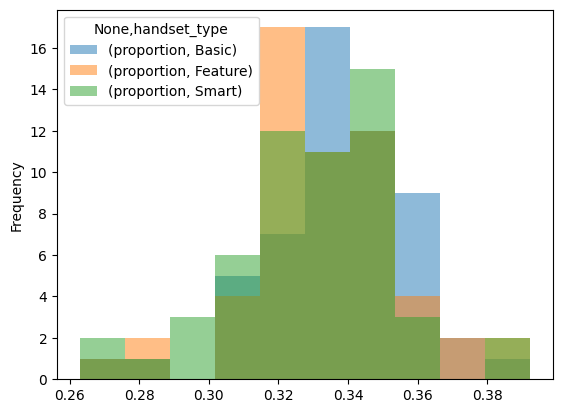 None,handset_type
(proportion, Basic)
(proportion, Feature)
(proportion, Smart)
Frequency
16
14
12
10
8
6
4
2
0
0.26 0.28 0.30 0.32 0.34 0.36 0.38